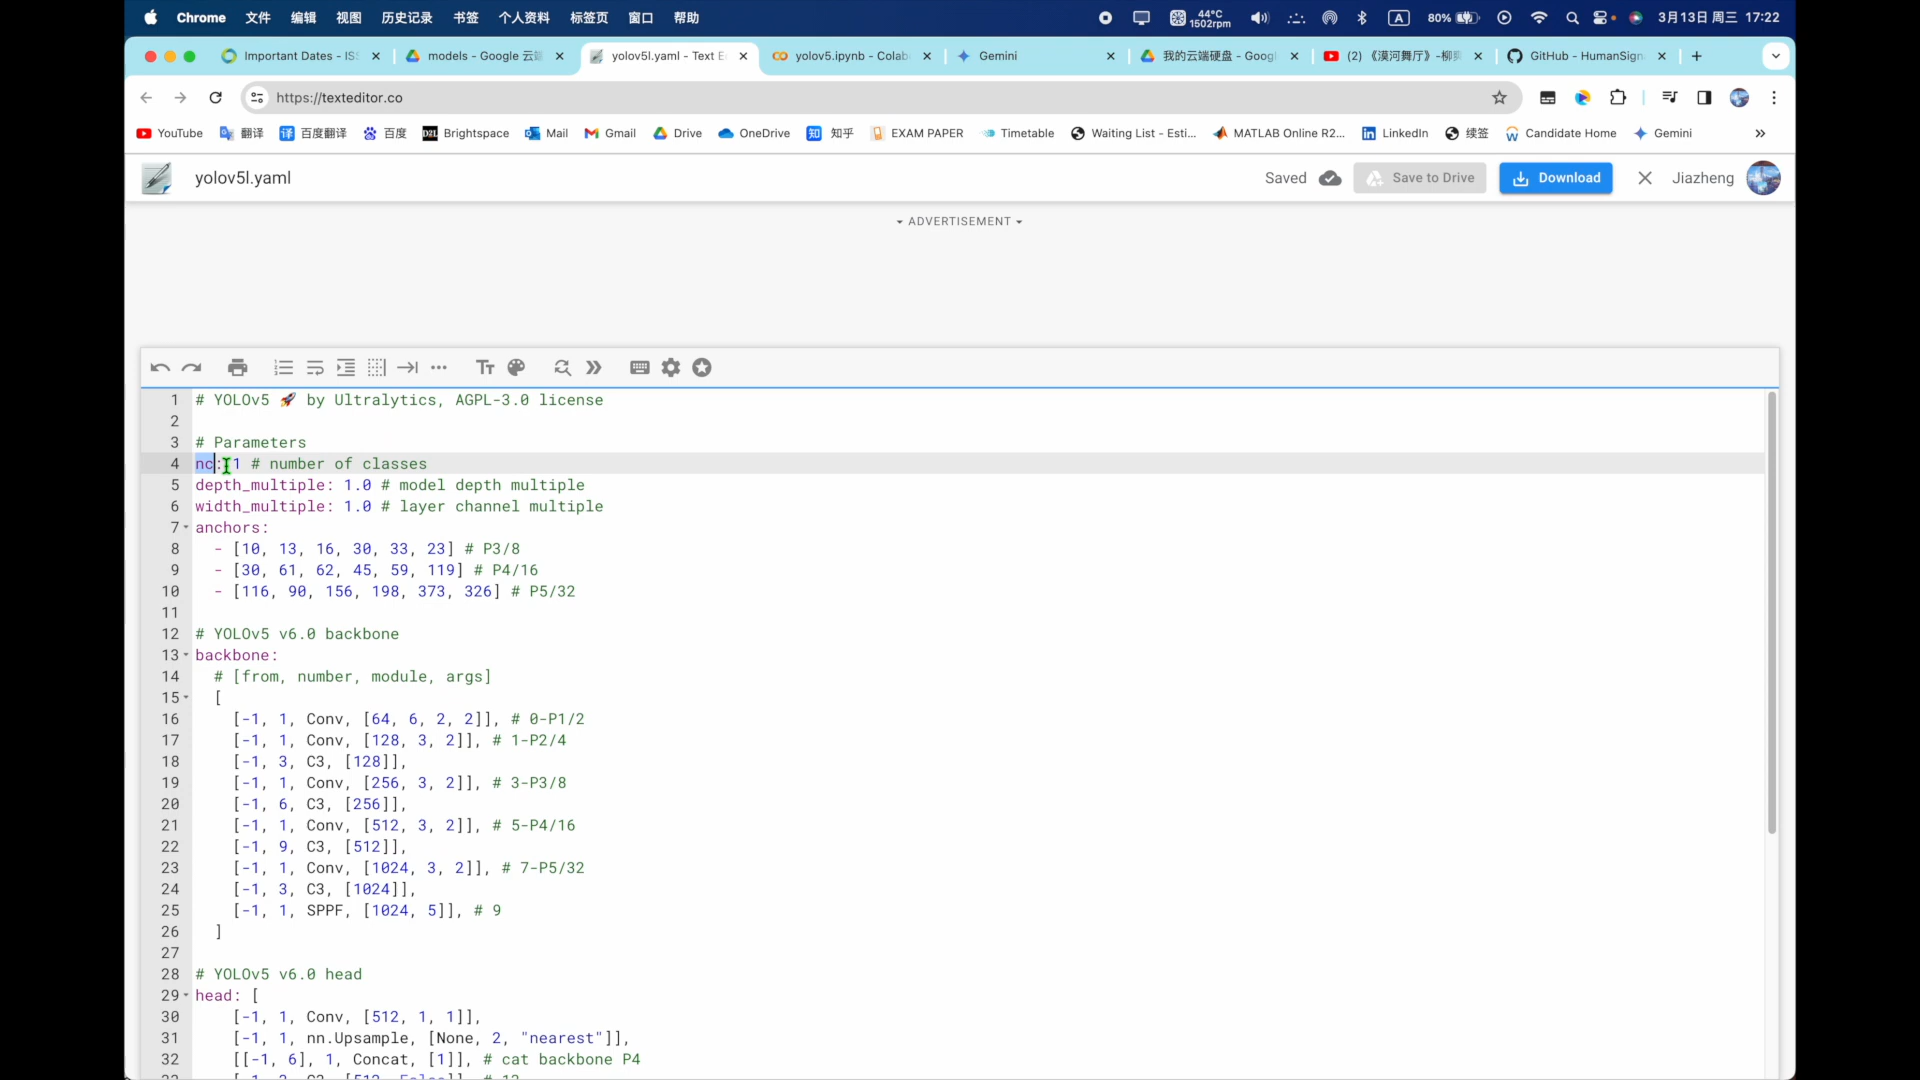 Chrome 文件 编辑 视图 历史记录 书签 个人资料 标签页 窗口 帮助 44°C 1502rpm A 80% 3月13日 周三 17:22
Important Dates - IS models - Google 云端 yolov5l.yaml - Text E yolov5.ipynb - Colab Gemini 我的云端硬盘 - Googl (2) 《漠河舞厅》-柳爽 GitHub - HumanSign
https://texteditor.co
YouTube 翻译 百度翻译 百度 Brightspace Mail Gmail Drive OneDrive 知乎 EXAM PAPER Timetable Waiting List - Esti... MATLAB Online R2... LinkedIn 续签 Candidate Home Gemini
yolov5l.yaml Saved Save to Drive Download Jiazheng
ADVERTISEMENT
1 # YOLOv5 🚀 by Ultralytics, AGPL-3.0 license
2
3 # Parameters
4 nc: 1 # number of classes
5 depth_multiple: 1.0 # model depth multiple
6 width_multiple: 1.0 # layer channel multiple
7 anchors:
8 - [10, 13, 16, 30, 33, 23] # P3/8
9 - [30, 61, 62, 45, 59, 119] # P4/16
10 - [116, 90, 156, 198, 373, 326] # P5/32
11
12 # YOLOv5 v6.0 backbone
13 backbone:
14 # [from, number, module, args]
15 [
16 [-1, 1, Conv, [64, 6, 2, 2]], # 0-P1/2
17 [-1, 1, Conv, [128, 3, 2]], # 1-P2/4
18 [-1, 3, C3, [128]],
19 [-1, 1, Conv, [256, 3, 2]], # 3-P3/8
20 [-1, 6, C3, [256]],
21 [-1, 1, Conv, [512, 3, 2]], # 5-P4/16
22 [-1, 9, C3, [512]],
23 [-1, 1, Conv, [1024, 3, 2]], # 7-P5/32
24 [-1, 3, C3, [1024]],
25 [-1, 1, SPPF, [1024, 5]], # 9
26 ]
27
28 # YOLOv5 v6.0 head
29 head: [
30 [-1, 1, Conv, [512, 1, 1]],
31 [-1, 1, nn.Upsample, [None, 2, "nearest"]],
32 [[-1, 6], 1, Concat, [1]], # cat backbone P4